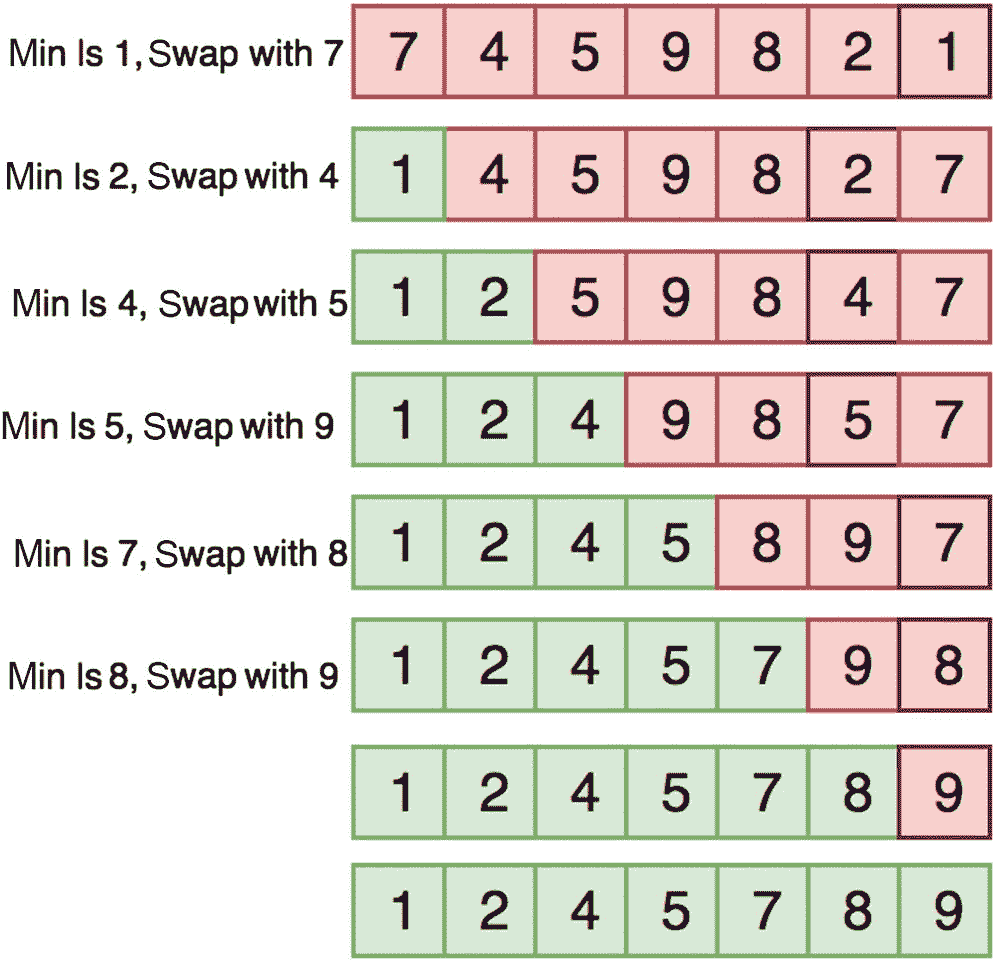 Min Is 1, Swap with 7 7 4 5 9 8 2 1
Min Is 2, Swap with 4 1 4 5 9 8 2 7
Min Is 4, Swap with 5 1 2 5 9 8 4 7
Min Is 5, Swap with 9 1 2 4 9 8 5 7
Min Is 7, Swap with 8 1 2 4 5 8 9 7
Min Is 8, Swap with 9 1 2 4 5 7 9 8
1 2 4 5 7 8 9
1 2 4 5 7 8 9